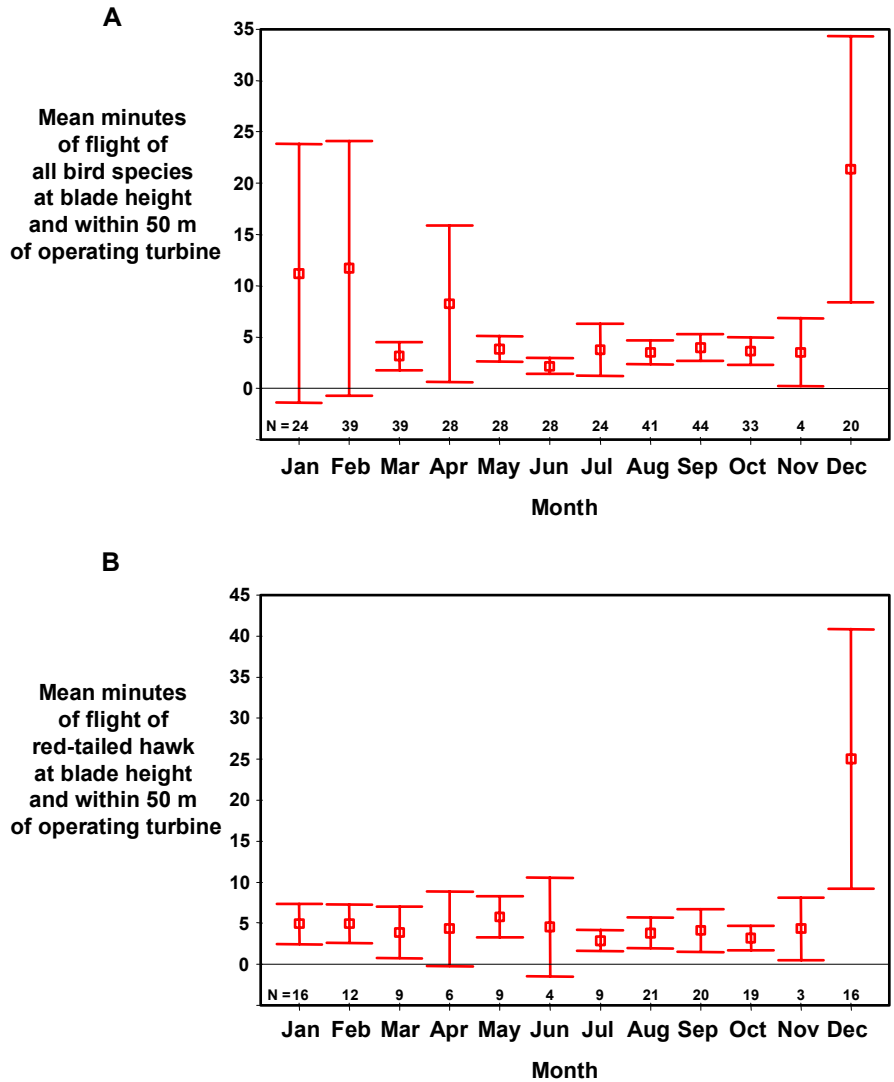 A
Mean minutes
of flight of
all bird species
at blade height
and within 50 m
of operating turbine
35
30
25
20
15
10
5
0
N = 24 39 39 28 28 28 24 41 44 33 4 20
Jan Feb Mar Apr May Jun Jul Aug Sep Oct Nov Dec
Month
B
Mean minutes
of flight of
red-tailed hawk
at blade height
and within 50 m
of operating turbine
45
40
35
30
25
20
15
10
5
0
N =16 12 9 6 9 4 9 21 20 19 3 16
Jan Feb Mar Apr May Jun Jul Aug Sep Oct Nov Dec
Month